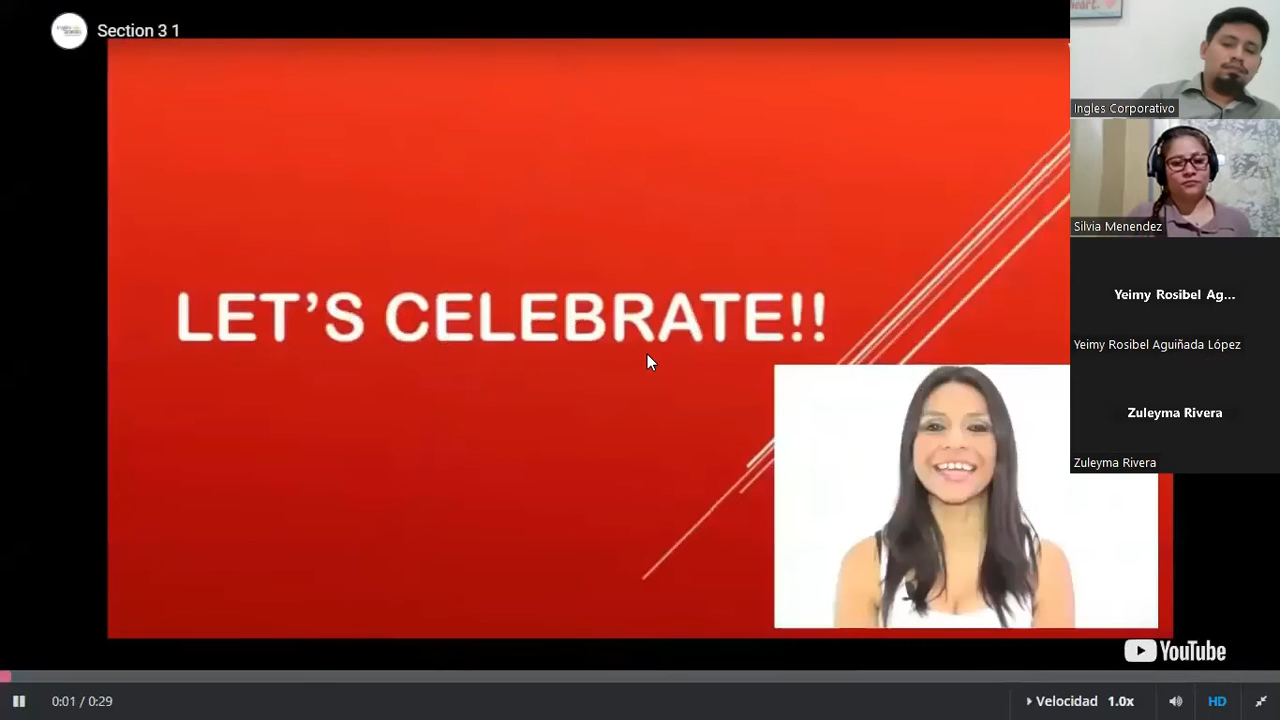 Section 3 1
LET'S CELEBRATE!!
heart.
Ingles Corporativo
Silvia Menendez
Yeimy Rosibel Ag...
Yeimy Rosibel Aguiñada López
Zuleyma Rivera
Zuleyma Rivera
YouTube
0:01 / 0:29
Velocidad 1.0x
HD